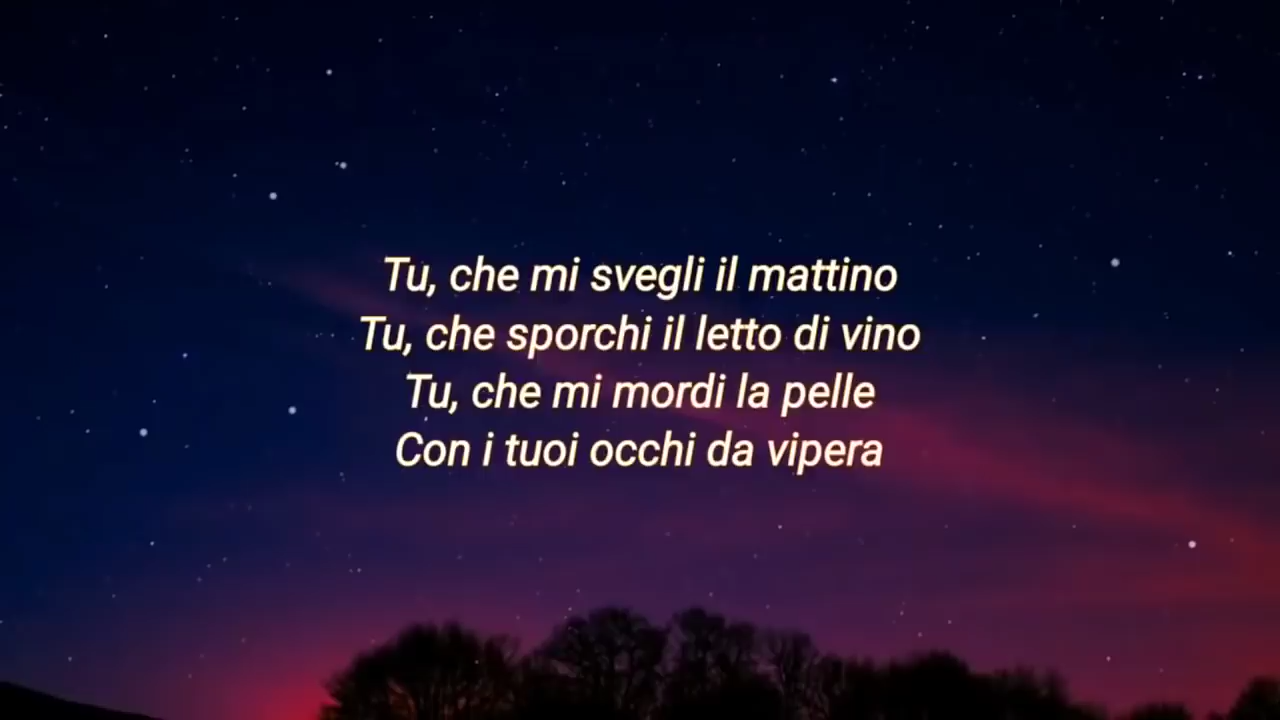 Tu, che mi svegli il mattino
Tu, che sporchi il letto di vino
Tu, che mi mordi la pelle
Con i tuoi occhi da vipera